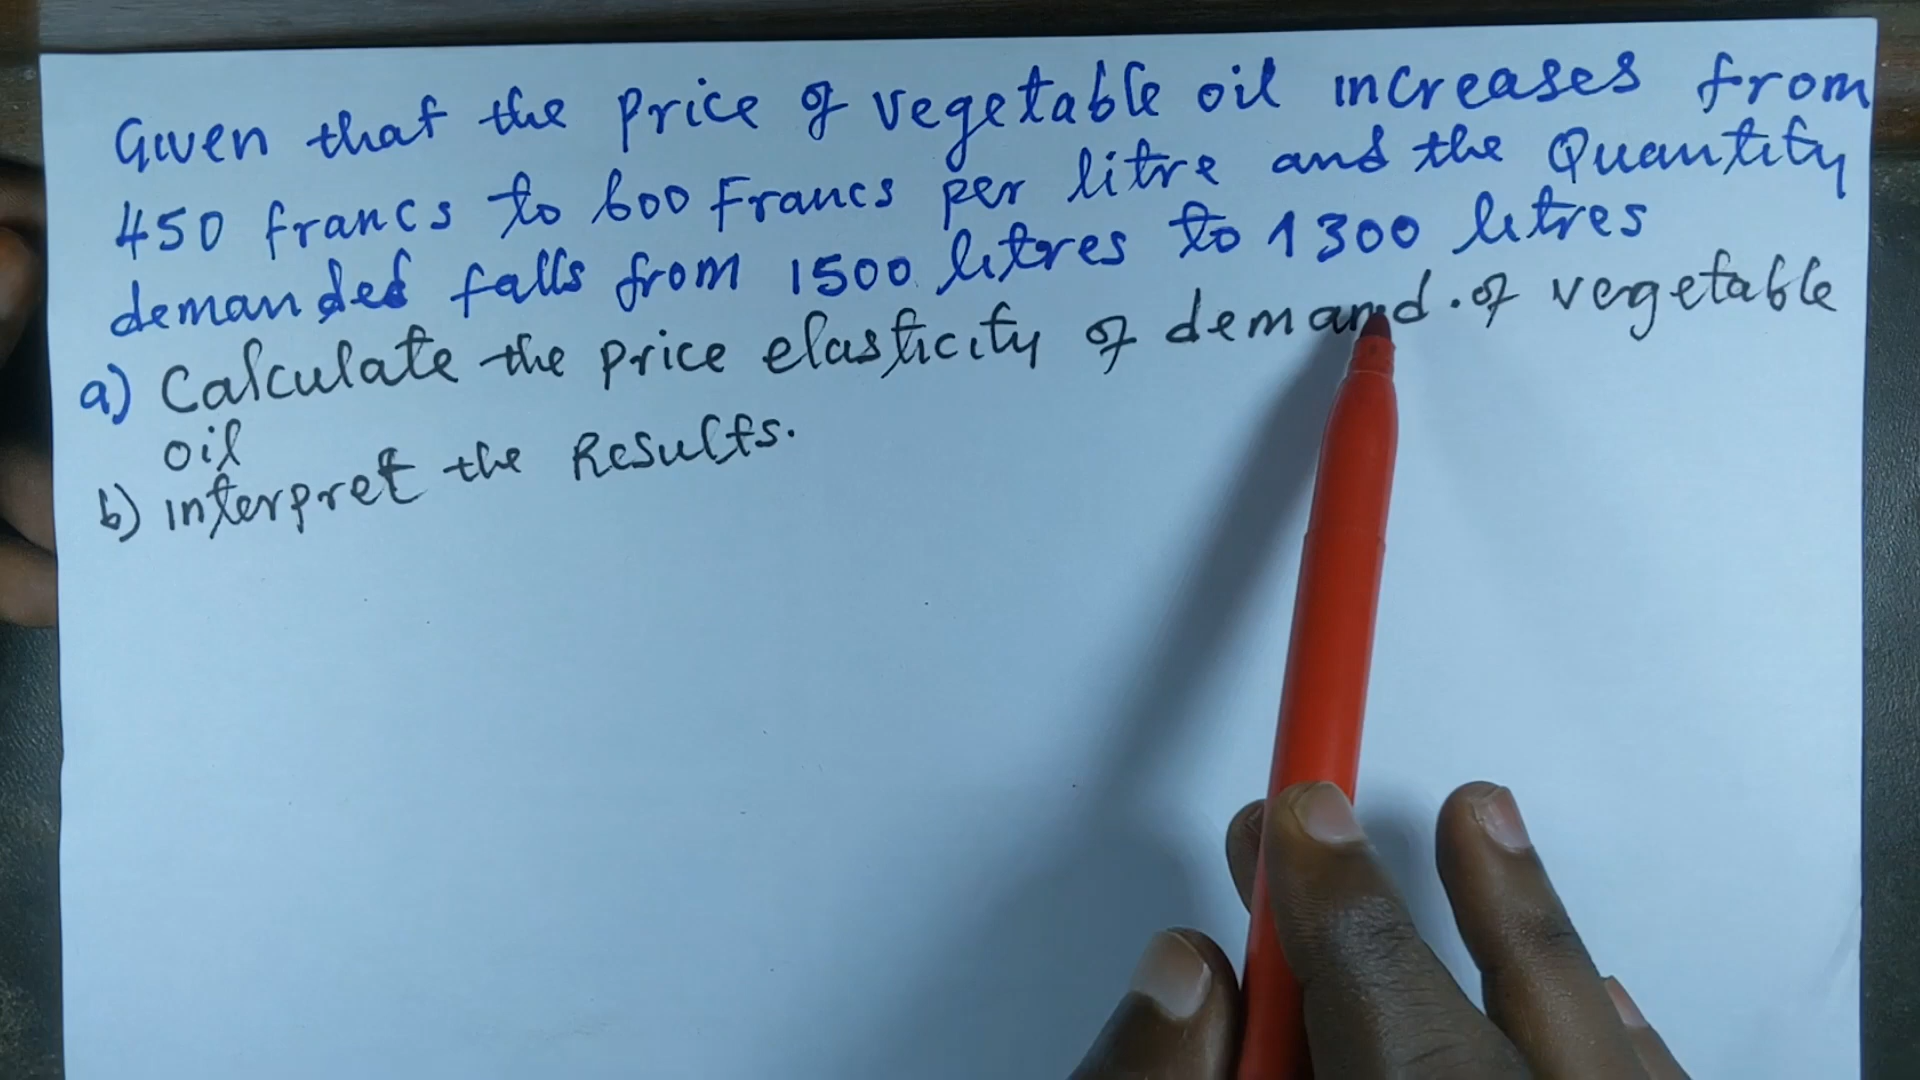 Given that the price of vegetable oil increases from
450 francs to 600 Francs per litre and the Quantity
demanded falls from 1500 litres to 1300 litres
a) Calculate the price elasticity of demand of vegetable
oil
b) interpret the Results.